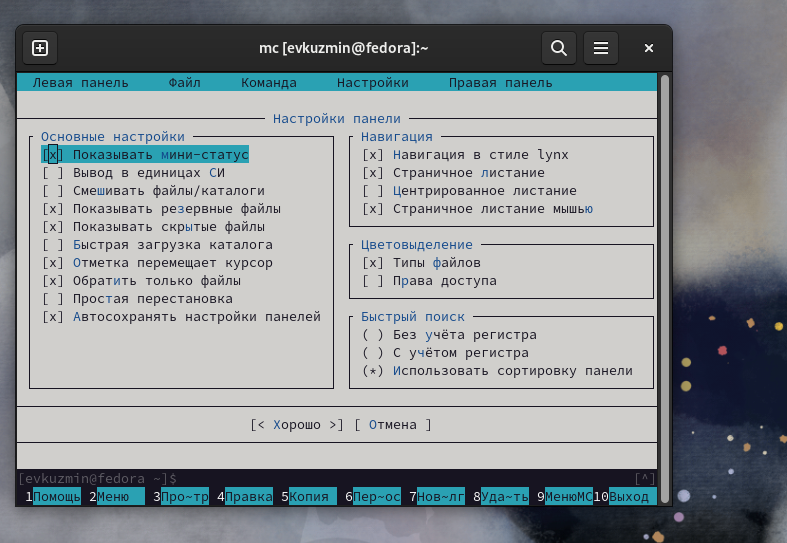 mc [evkuzmin@fedora]:~
Левая панель Файл Команда Настройки Правая панель
Настройки панели
Основные настройки
[x] Показывать мини-статус
[ ] Вывод в единицах СИ
[ ] Смешивать файлы/каталоги
[x] Показывать резервные файлы
[x] Показывать скрытые файлы
[ ] Быстрая загрузка каталога
[x] Отметка перемещает курсор
[x] Обратить только файлы
[ ] Простая перестановка
[x] Автосохранять настройки панелей
Навигация
[x] Навигация в стиле lynx
[x] Страничное листание
[ ] Центрированное листание
[x] Страничное листание мышью
Цветовыделение
[x] Типы файлов
[ ] Права доступа
Быстрый поиск
( ) Без учёта регистра
( ) С учётом регистра
(*) Использовать сортировку панели
[< Хорошо >] [ Отмена ]
[evkuzmin@fedora ~]$ [^]
1Помощь 2Меню 3Про~тр 4Правка 5Копия 6Пер~ос 7Нов~лг 8Уда~ть 9МенюМС10Выход